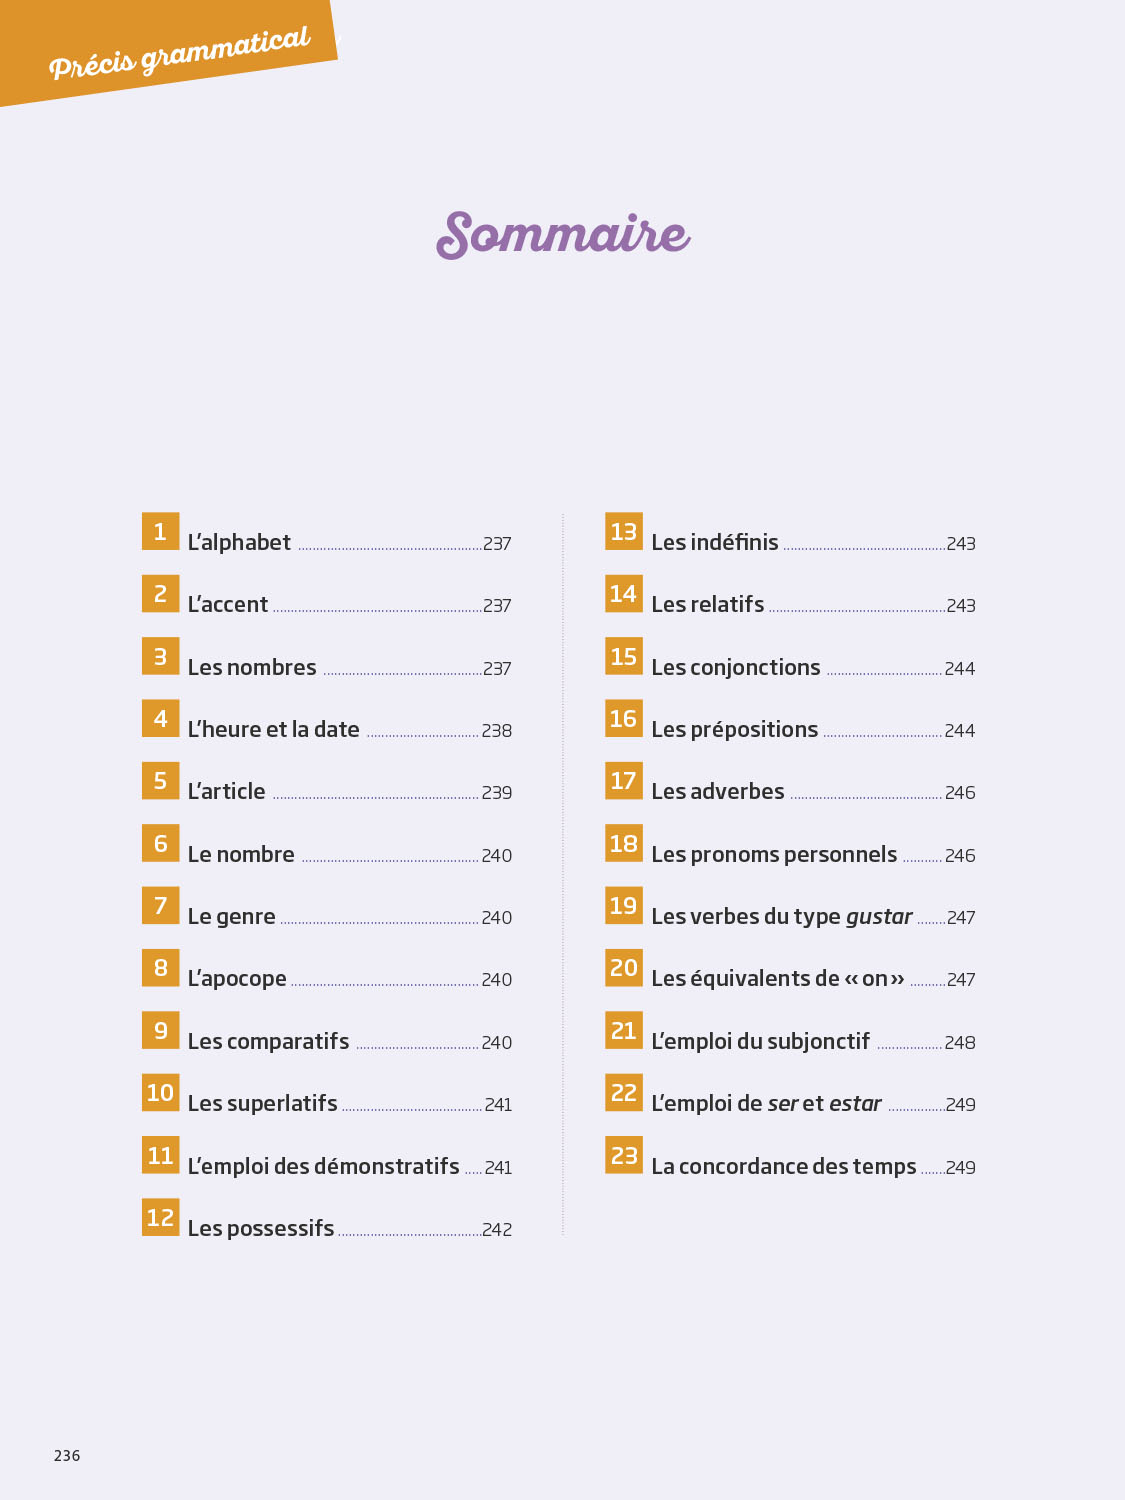 Précis grammatical
Sommaire
1 L'alphabet ........ 237
2 L'accent ........ 237
3 Les nombres ........ 237
4 L'heure et la date ........ 238
5 L'article ........ 239
6 Le nombre ........ 240
7 Le genre ........ 240
8 L'apocope ........ 240
9 Les comparatifs ........ 240
10 Les superlatifs ........ 241
11 L'emploi des démonstratifs ..... 241
12 Les possessifs ........ 242
13 Les indéfinis ........ 243
14 Les relatifs ........ 243
15 Les conjonctions ........ 244
16 Les prépositions ........ 244
17 Les adverbes ........ 246
18 Les pronoms personnels ........ 246
19 Les verbes du type gustar ........ 247
20 Les équivalents de « on » ........ 247
21 L'emploi du subjonctif ........ 248
22 L'emploi de ser et estar ........ 249
23 La concordance des temps ....... 249
236